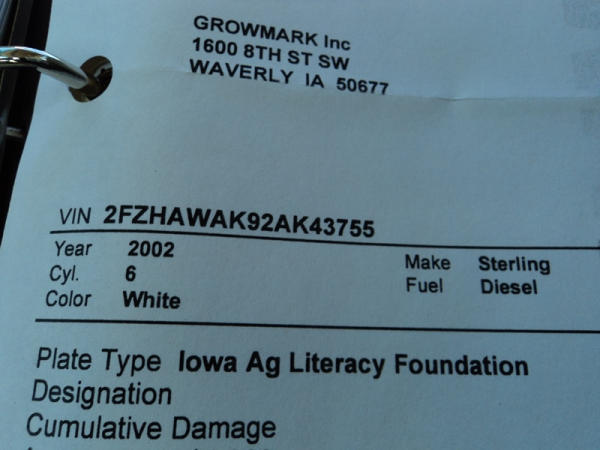 GROWMARK Inc
1600 8TH ST SW
WAVERLY IA 50677
VIN 2FZHAWAK92AK43755
Year 2002
Cyl. 6
Color White
Make Sterling
Fuel Diesel
Plate Type Iowa Ag Literacy Foundation
Designation
Cumulative Damage